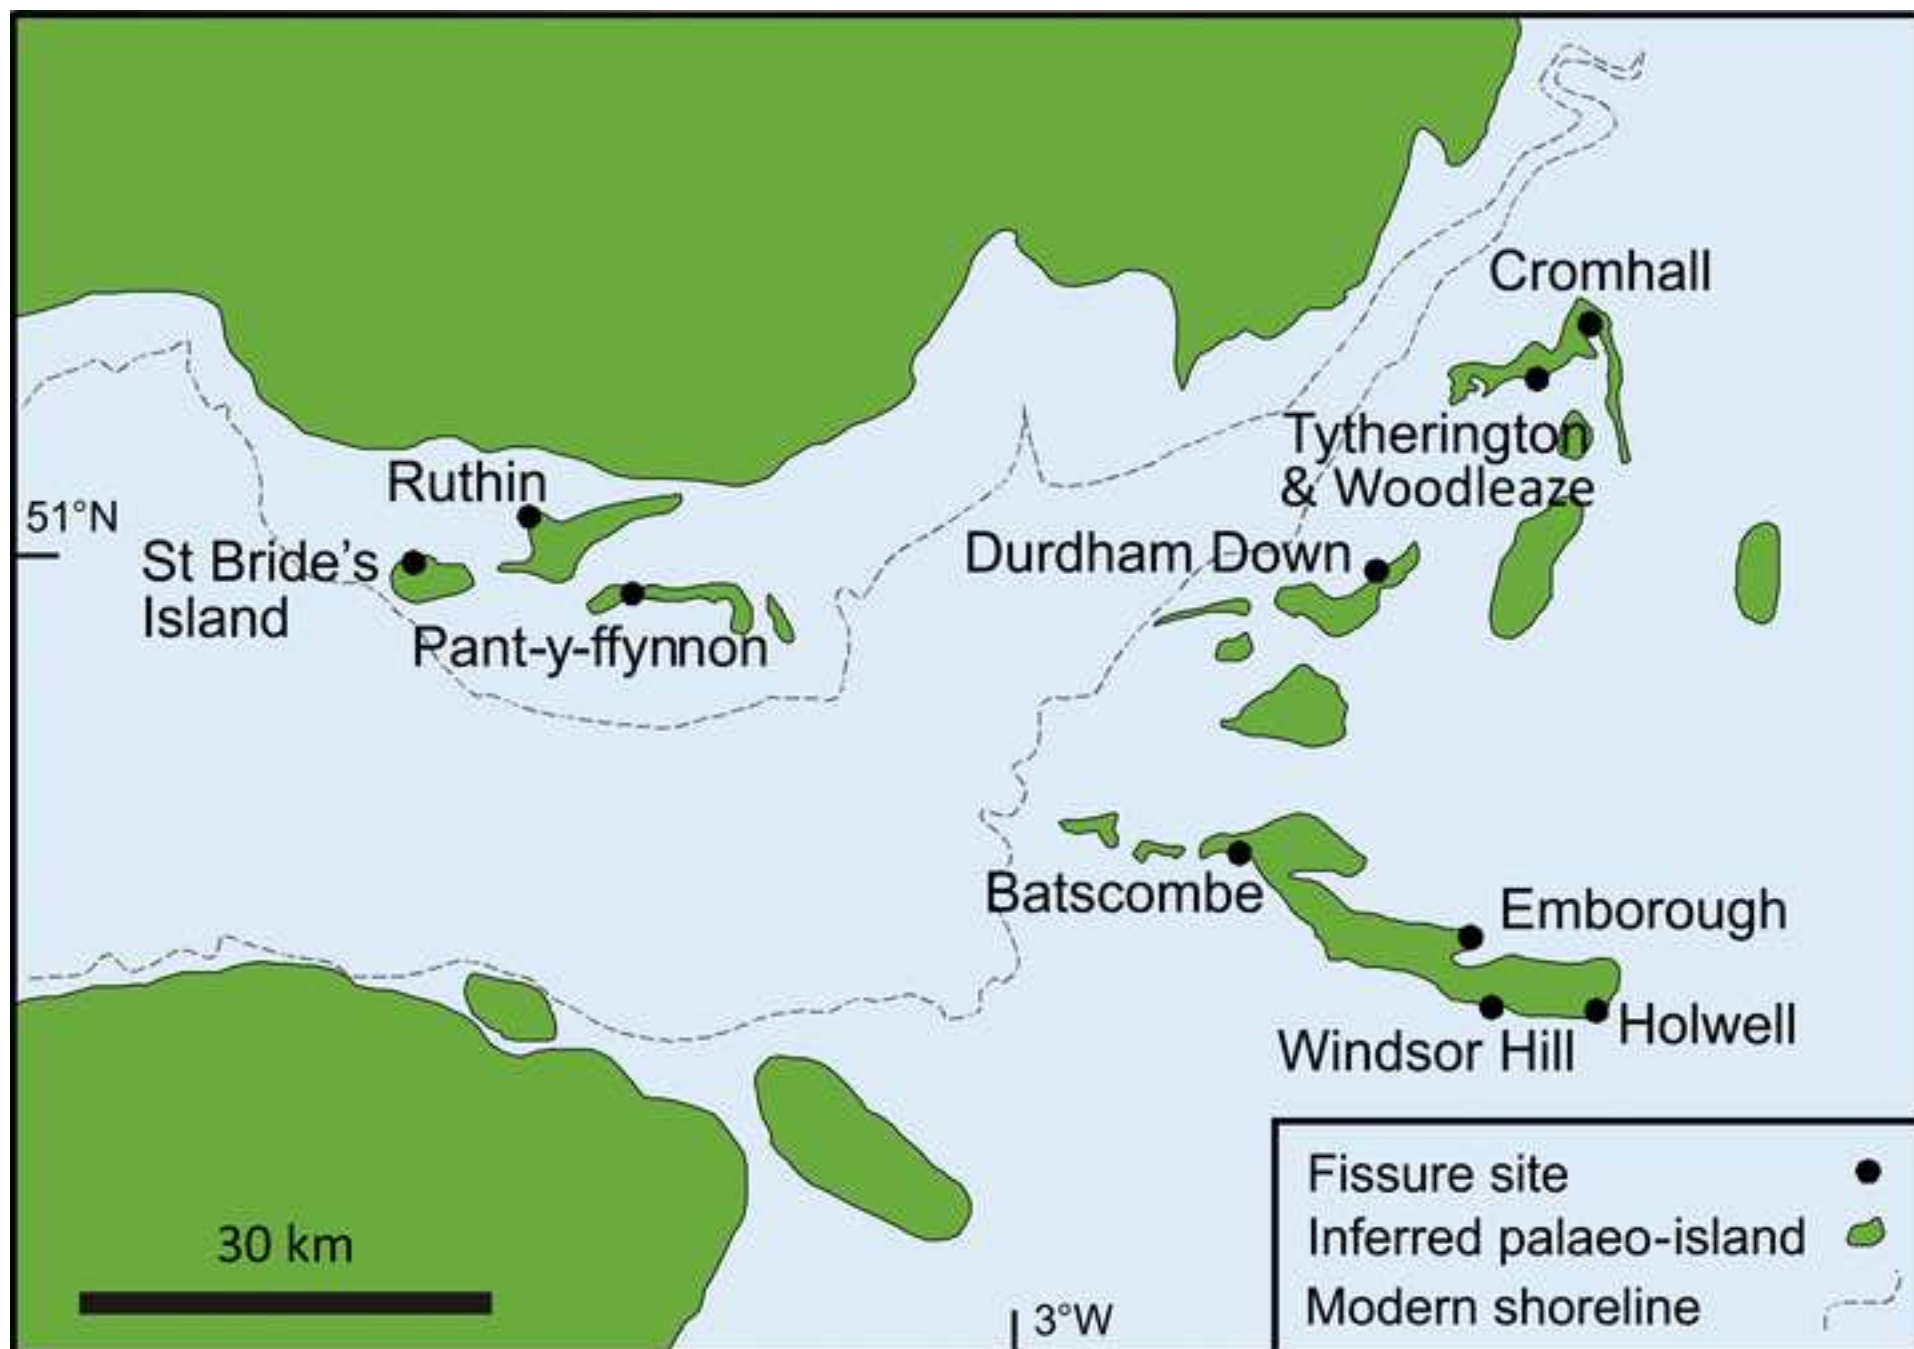 Cromhall
Tytherington
& Woodleaze
Ruthin
51°N
St Bride's
Island
Durdham Down
Pant-y-ffynnon
Batscombe
Emborough
Holwell
Windsor Hill
30 km
3°W
Fissure site
Inferred palaeo-island
Modern shoreline